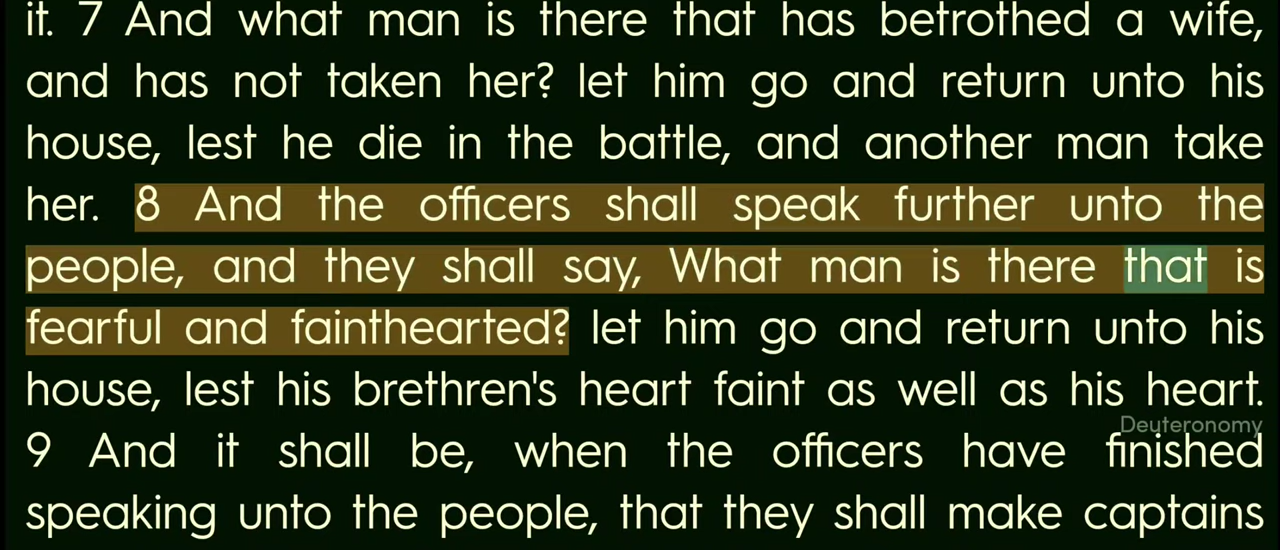 it. 7 And what man is there that has betrothed a wife,
and has not taken her? let him go and return unto his
house, lest he die in the battle, and another man take
her. 8 And the officers shall speak further unto the
people, and they shall say, What man is there that is
fearful and fainthearted? let him go and return unto his
house, lest his brethren's heart faint as well as his heart.
Deuteronomy
9 And it shall be, when the officers have finished
speaking unto the people, that they shall make captains